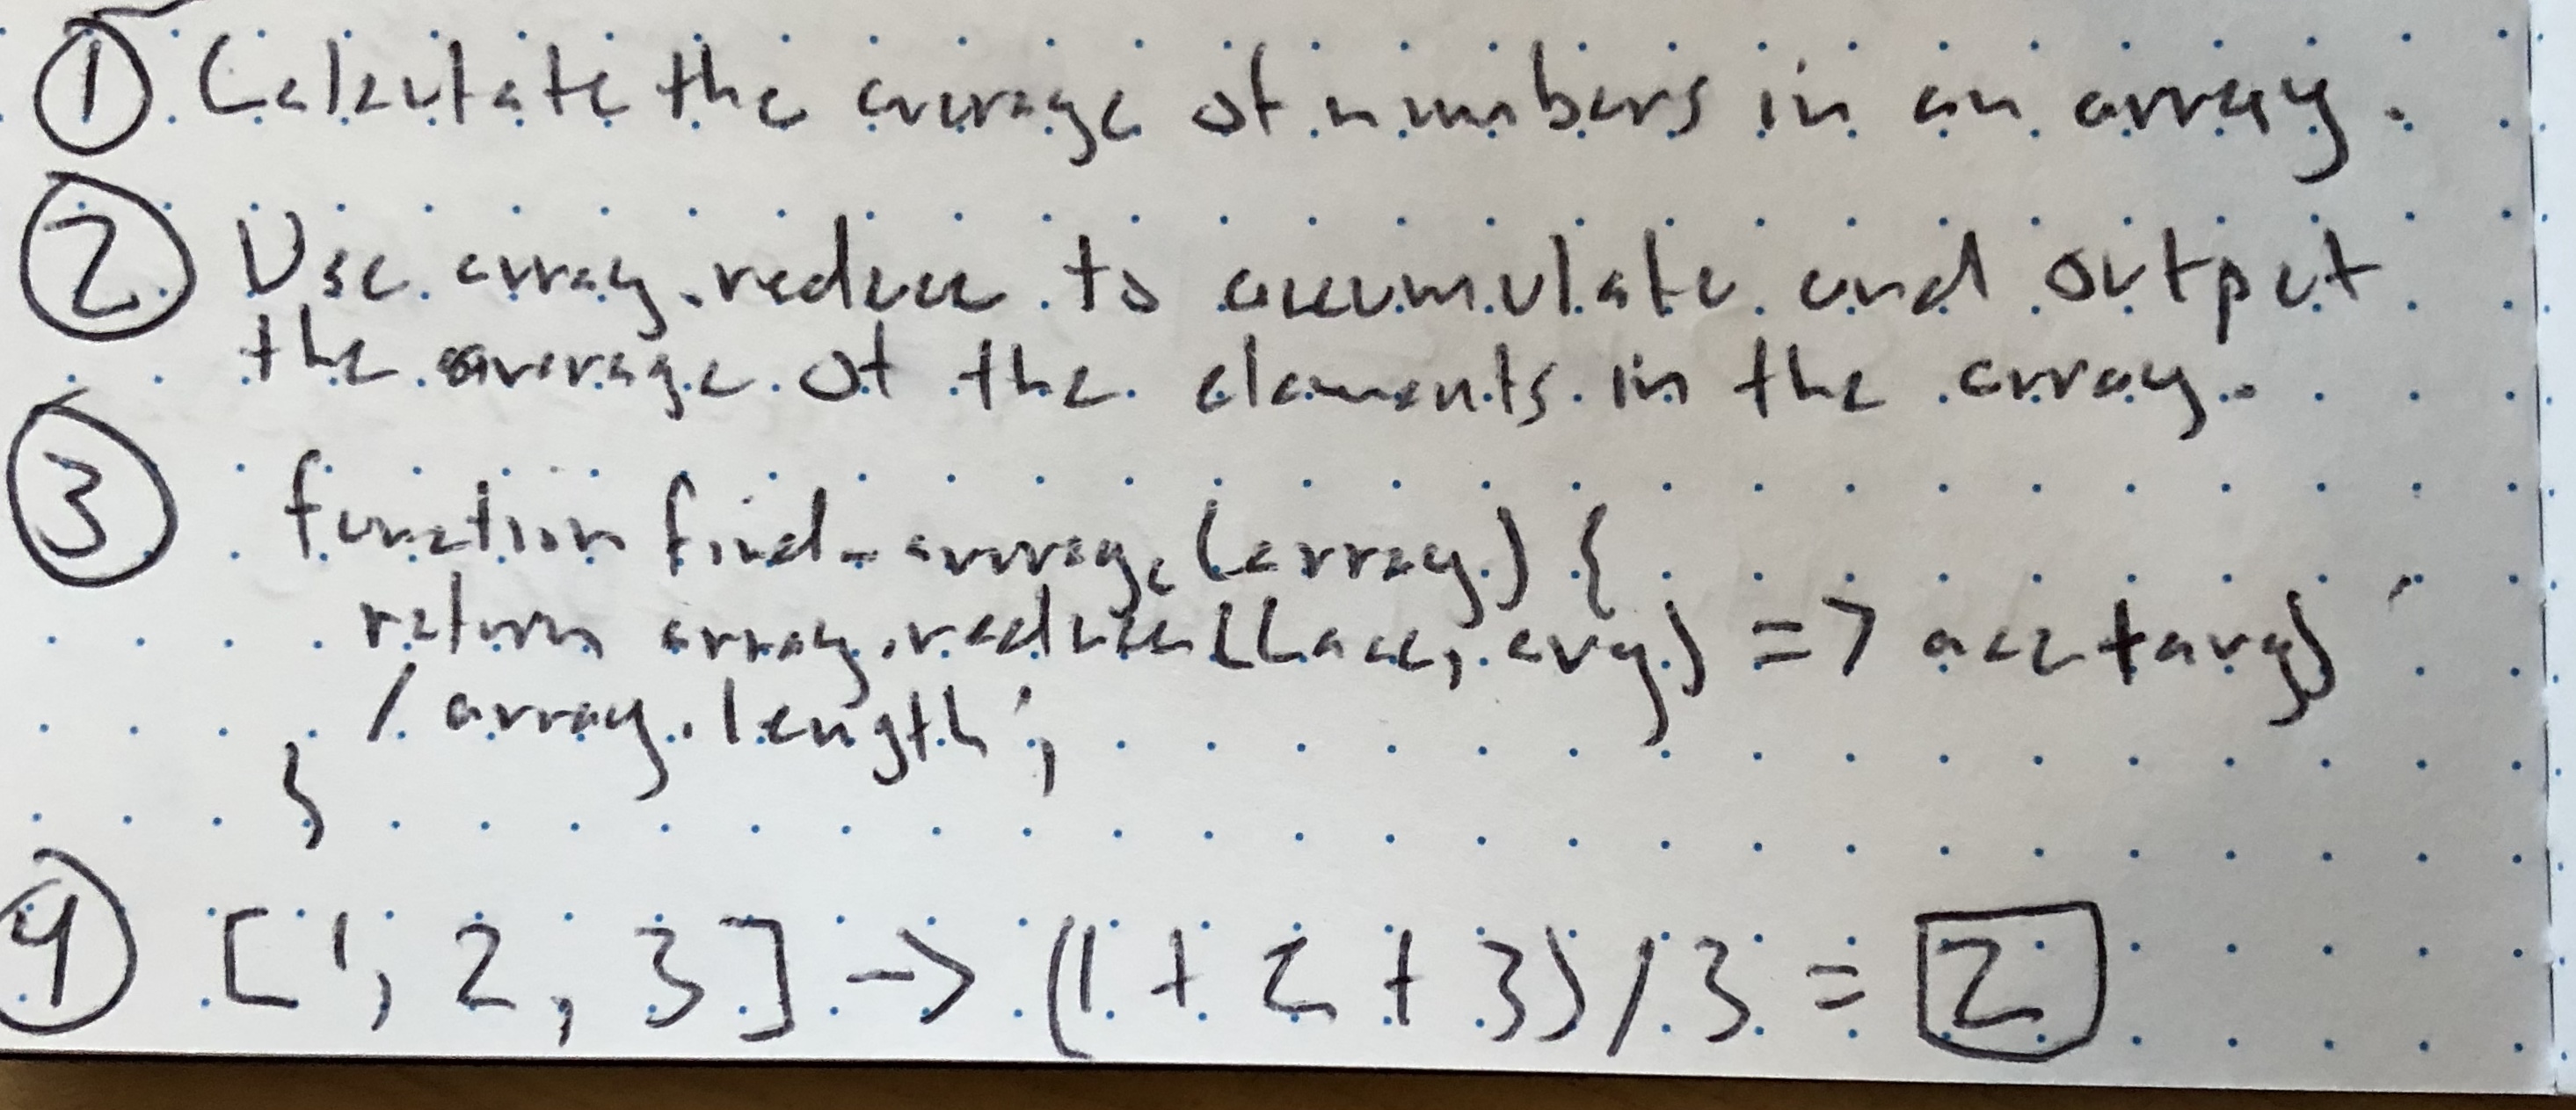 ① Calculate the average of numbers in an array.
② Use array.reduce to accumulate and output
the average of the elements in the array.
③ function find_average(array) {
return array.reduce((acc, avg) => acc + avg)
/ array.length;
}
④ [1, 2, 3] -> (1 + 2 + 3) / 3 = 2